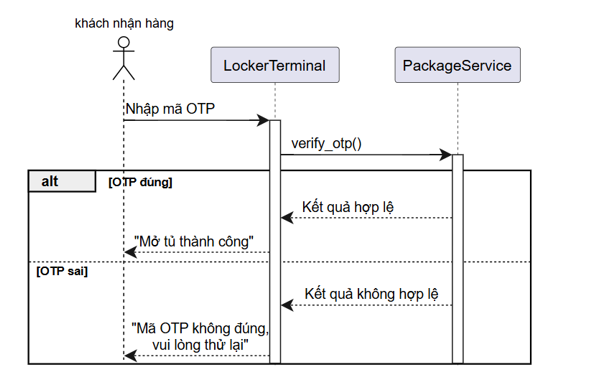 khách nhận hàng
LockerTerminal
PackageService
Nhập mã OTP
verify_otp()
alt
[OTP đúng]
Kết quả hợp lệ
"Mở tủ thành công"
[OTP sai]
Kết quả không hợp lệ
"Mã OTP không đúng,
vui lòng thử lại"